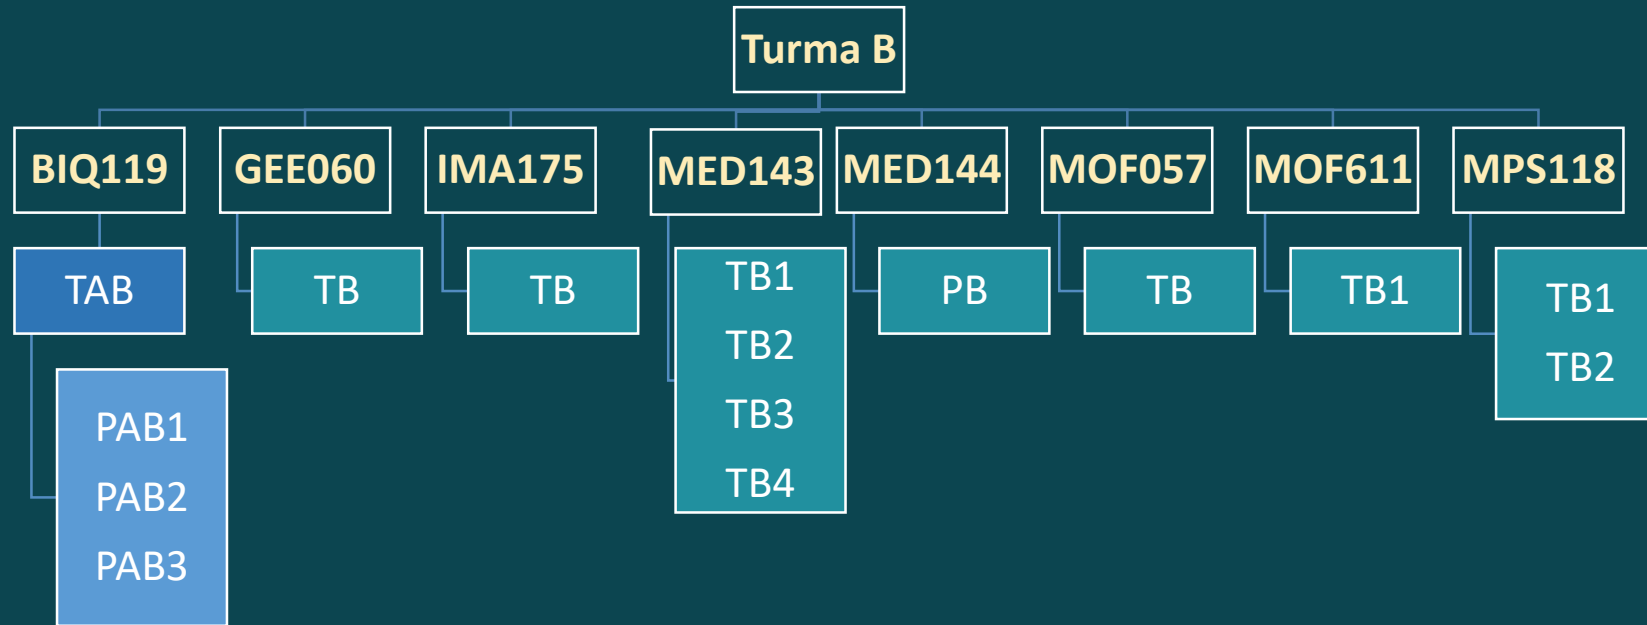 Turma B
BIQ119
GEE060
IMA175
MED143
MED144
MOF057
MOF611
MPS118
TAB
TB
TB
TB1
TB2
TB3
TB4
PB
TB
TB1
TB1
TB2
PAB1
PAB2
PAB3